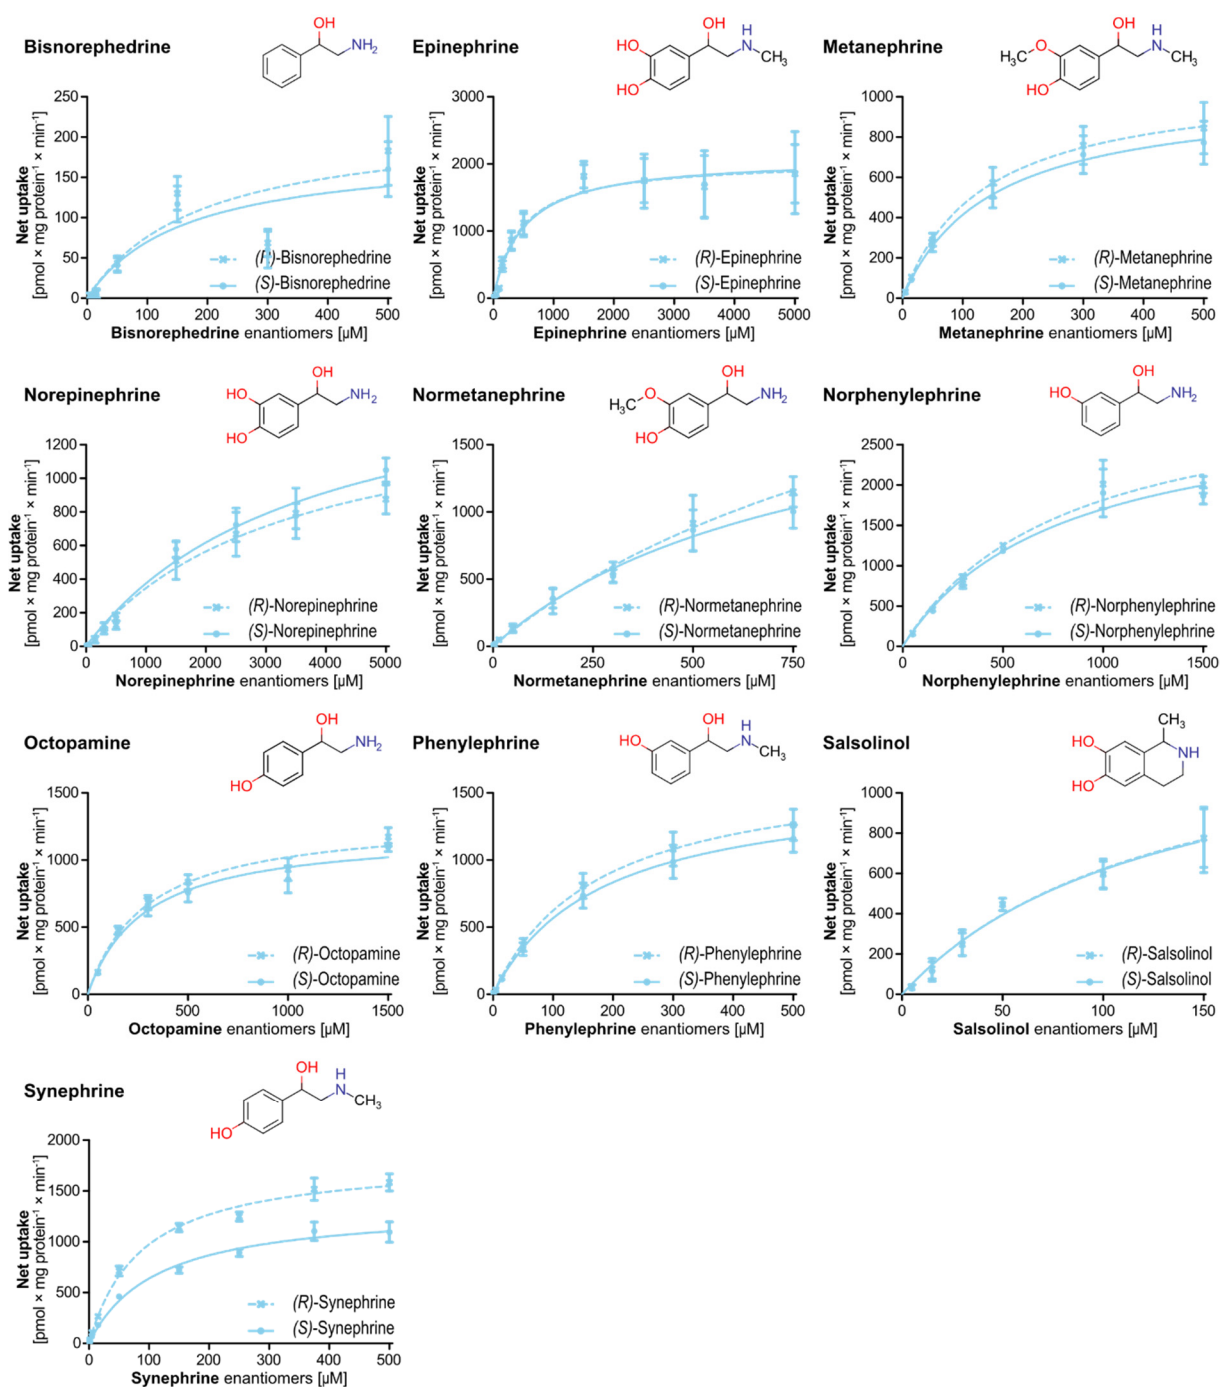 Bisnorephedrine
OH
NH2
Net uptake
[pmol × mg protein⁻¹ × min⁻¹]
250
200
150
100
50
0
(R)-Bisnorephedrine
(S)-Bisnorephedrine
0 100 200 300 400 500
Bisnorephedrine enantiomers [µM]
Epinephrine
OH
H
N
CH3
HO
HO
Net uptake
[pmol × mg protein⁻¹ × min⁻¹]
3000
2000
1000
0
(R)-Epinephrine
(S)-Epinephrine
0 1000 2000 3000 4000 5000
Epinephrine enantiomers [µM]
Metanephrine
OH
H
N
CH3
O
H3C
HO
Net uptake
[pmol × mg protein⁻¹ × min⁻¹]
1000
800
600
400
200
0
(R)-Metanephrine
(S)-Metanephrine
0 100 200 300 400 500
Metanephrine enantiomers [µM]
Norepinephrine
OH
HO
NH2
HO
Net uptake
[pmol × mg protein⁻¹ × min⁻¹]
1200
1000
800
600
400
200
0
(R)-Norepinephrine
(S)-Norepinephrine
0 1000 2000 3000 4000 5000
Norepinephrine enantiomers [µM]
Normetanephrine
OH
O
NH2
H3C
HO
Net uptake
[pmol × mg protein⁻¹ × min⁻¹]
1500
1000
500
0
(R)-Normetanephrine
(S)-Normetanephrine
0 250 500 750
Normetanephrine enantiomers [µM]
Norphenylephrine
OH
HO
NH2
Net uptake
[pmol × mg protein⁻¹ × min⁻¹]
2500
2000
1500
1000
500
0
(R)-Norphenylephrine
(S)-Norphenylephrine
0 500 1000 1500
Norphenylephrine enantiomers [µM]
Octopamine
OH
NH2
HO
Net uptake
[pmol × mg protein⁻¹ × min⁻¹]
1500
1000
500
0
(R)-Octopamine
(S)-Octopamine
0 500 1000 1500
Octopamine enantiomers [µM]
Phenylephrine
OH
H
N
CH3
HO
Net uptake
[pmol × mg protein⁻¹ × min⁻¹]
1500
1000
500
0
(R)-Phenylephrine
(S)-Phenylephrine
0 100 200 300 400 500
Phenylephrine enantiomers [µM]
Salsolinol
CH3
HO
NH
HO
Net uptake
[pmol × mg protein⁻¹ × min⁻¹]
1000
800
600
400
200
0
(R)-Salsolinol
(S)-Salsolinol
0 50 100 150
Salsolinol enantiomers [µM]
Synephrine
OH
H
N
CH3
HO
Net uptake
[pmol × mg protein⁻¹ × min⁻¹]
2000
1500
1000
500
0
(R)-Synephrine
(S)-Synephrine
0 100 200 300 400 500
Synephrine enantiomers [µM]